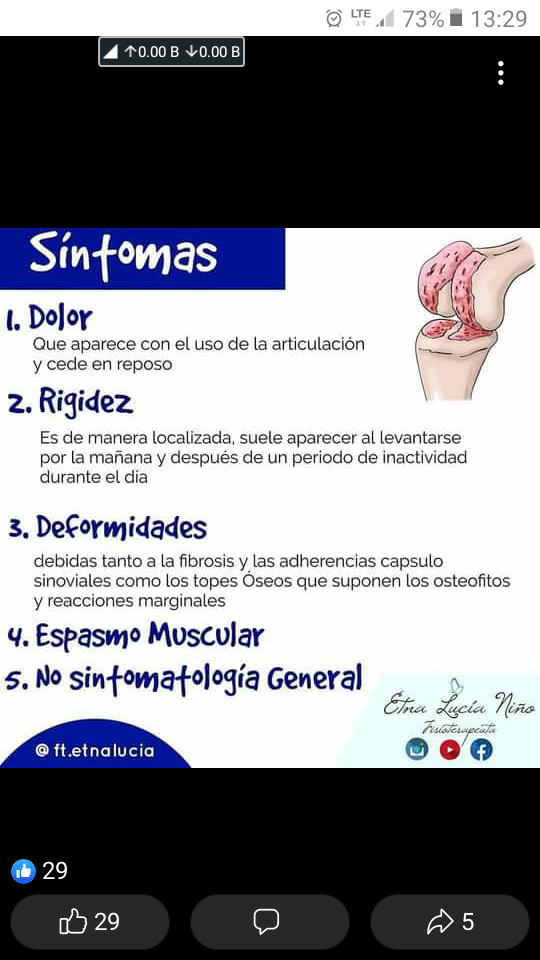 LTE 73% 13:29
↑0.00 B ↓0.00 B
Síntomas
1. Dolor
Que aparece con el uso de la articulación
y cede en reposo
2. Rigidez
Es de manera localizada, suele aparecer al levantarse
por la mañana y después de un periodo de inactividad
durante el día
3. Deformidades
debidas tanto a la fibrosis y las adherencias capsulo
sinoviales como los topes Óseos que suponen los osteofitos
y reacciones marginales
4. Espasmo Muscular
5. No sintomatología General
Etna Lucía Niño
Fisioterapeuta
@ft.etnalucia
29
29
5